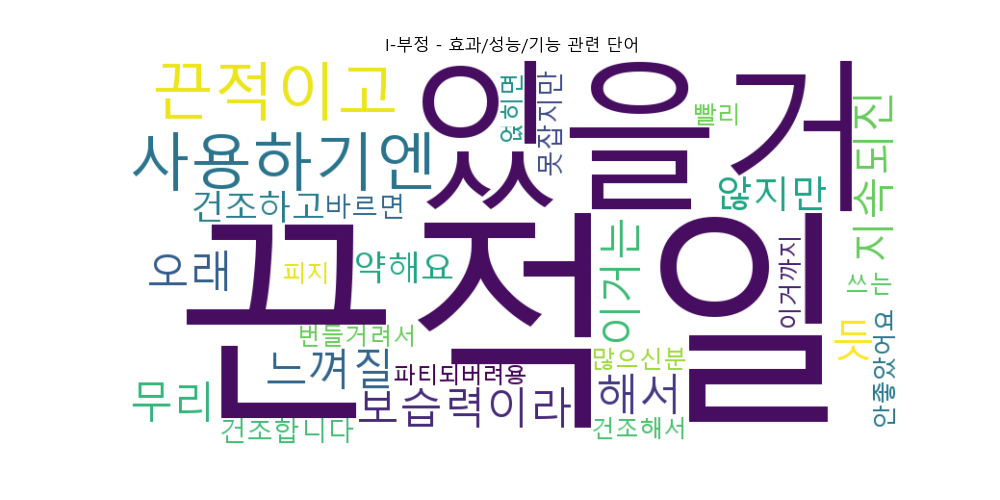 I-부정 - 효과/성능/기능 관련 단어
끈적이고
있을거
앉히면
못잡지만
빨리
지속되진
사용하기엔
않지만
건조하고
바르면
끈적일
이거는
이거까지
오래
피지
약해요
쓰는
번들거려서
듯
안좋았어요
느껴질
파티되버려용
많으신분
무리
보습력이라
해서
건조합니다
건조해서